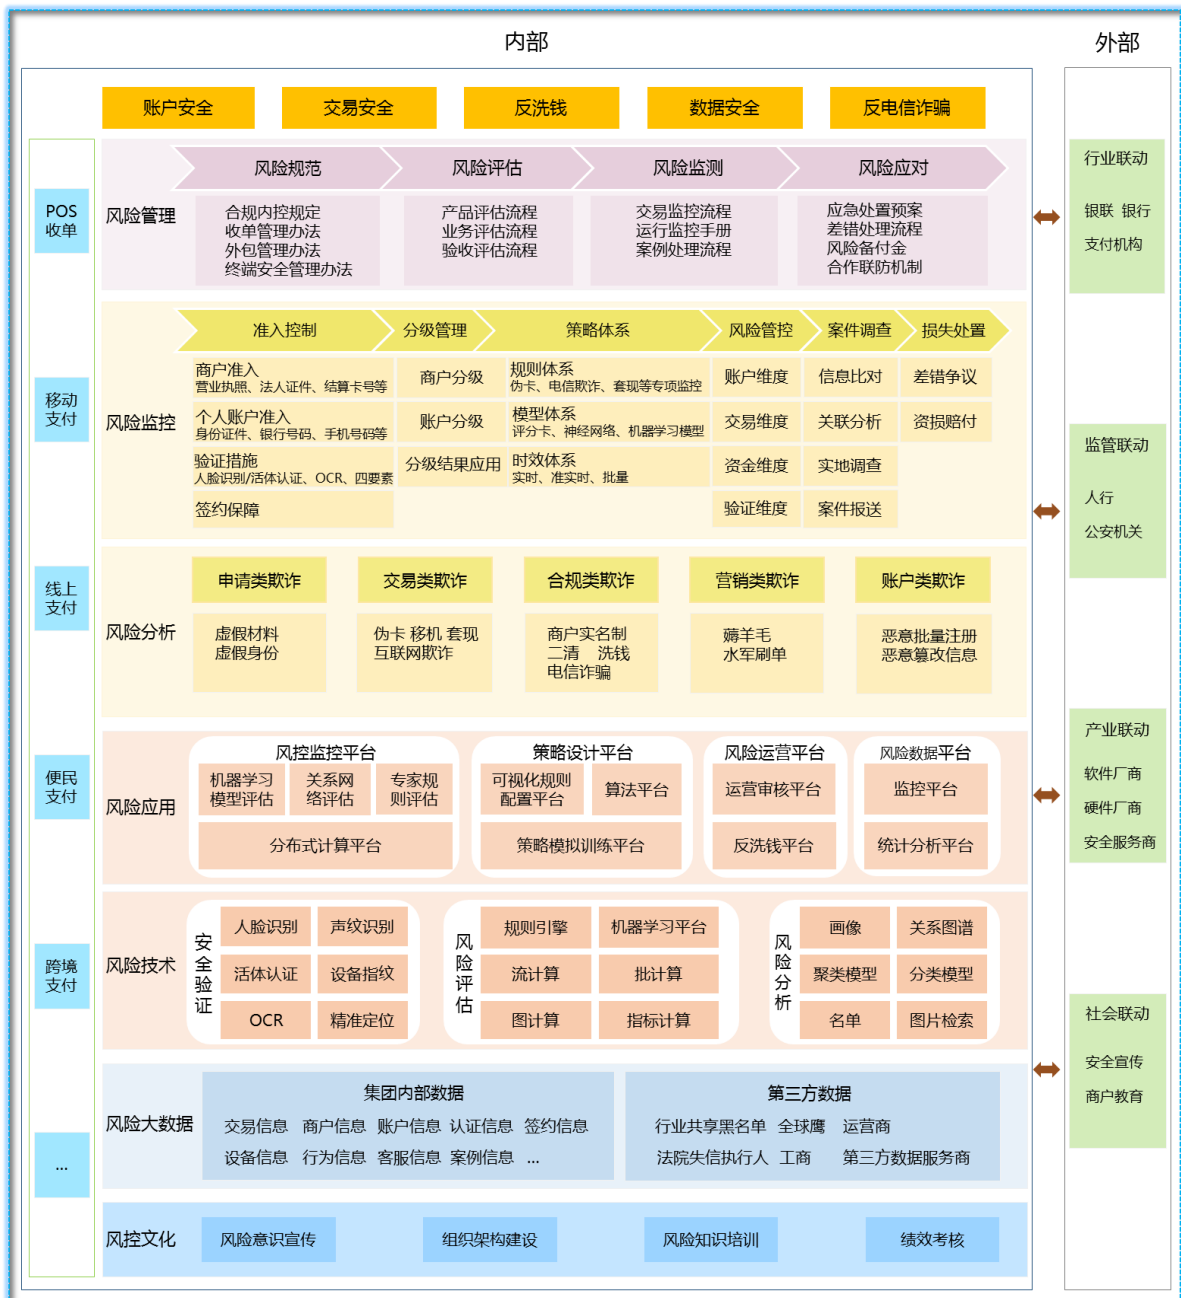 内部
外部
账户安全
交易安全
反洗钱
数据安全
反电信诈骗
POS
收单
移动
支付
线上
支付
便民
支付
跨境
支付
...
风险管理
风险规范
风险评估
风险监测
风险应对
合规内控规定
收单管理办法
外包管理办法
终端安全管理办法
产品评估流程
业务评估流程
验收评估流程
交易监控流程
运行监控手册
案例处理流程
应急处置预案
差错处理流程
风险备付金
合作联防机制
风险监控
准入控制
分级管理
策略体系
风险管控
案件调查
损失处置
商户准入
营业执照、法人证件、结算卡号等
个人账户准入
身份证件、银行号码、手机号码等
验证措施
人脸识别/活体认证、OCR、四要素
签约保障
商户分级
账户分级
分级结果应用
规则体系
伪卡、电信欺诈、套现等专项监控
模型体系
评分卡、神经网络、机器学习模型
时效体系
实时、准实时、批量
账户维度
交易维度
资金维度
验证维度
信息比对
关联分析
实地调查
案件报送
差错争议
资损赔付
风险分析
申请类欺诈
交易类欺诈
合规类欺诈
营销类欺诈
账户类欺诈
虚假材料
虚假身份
伪卡 移机 套现
互联网欺诈
商户实名制
二清 洗钱
电信诈骗
薅羊毛
水军刷单
恶意批量注册
恶意篡改信息
风险应用
风控监控平台
机器学习
模型评估
关系网
络评估
专家规
则评估
分布式计算平台
策略设计平台
可视化规则
配置平台
算法平台
策略模拟训练平台
风险运营平台
运营审核平台
反洗钱平台
风险数据平台
监控平台
统计分析平台
风险技术
安全验证
人脸识别
声纹识别
活体认证
设备指纹
OCR
精准定位
风险评估
规则引擎
机器学习平台
流计算
批计算
图计算
指标计算
风险分析
画像
关系图谱
聚类模型
分类模型
名单
图片检索
风险大数据
集团内部数据
交易信息 商户信息 账户信息 认证信息 签约信息
设备信息 行为信息 客服信息 案例信息 ...
第三方数据
行业共享黑名单 全球鹰 运营商
法院失信执行人 工商 第三方数据服务商
风控文化
风险意识宣传
组织架构建设
风险知识培训
绩效考核
行业联动
银联 银行
支付机构
监管联动
人行
公安机关
产业联动
软件厂商
硬件厂商
安全服务商
社会联动
安全宣传
商户教育